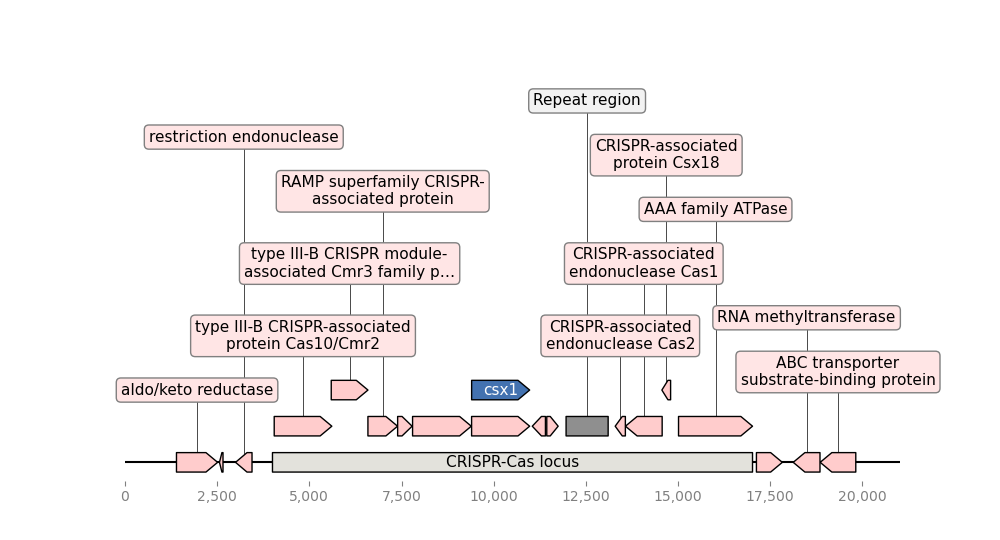 Repeat region
restriction endonuclease
CRISPR-associated
protein Csx18
RAMP superfamily CRISPR-
associated protein
AAA family ATPase
type III-B CRISPR module-
associated Cmr3 family p…
CRISPR-associated
endonuclease Cas1
RNA methyltransferase
type III-B CRISPR-associated
protein Cas10/Cmr2
CRISPR-associated
endonuclease Cas2
ABC transporter
substrate-binding protein
aldo/keto reductase
csx1
CRISPR-Cas locus
0 2,500 5,000 7,500 10,000 12,500 15,000 17,500 20,000